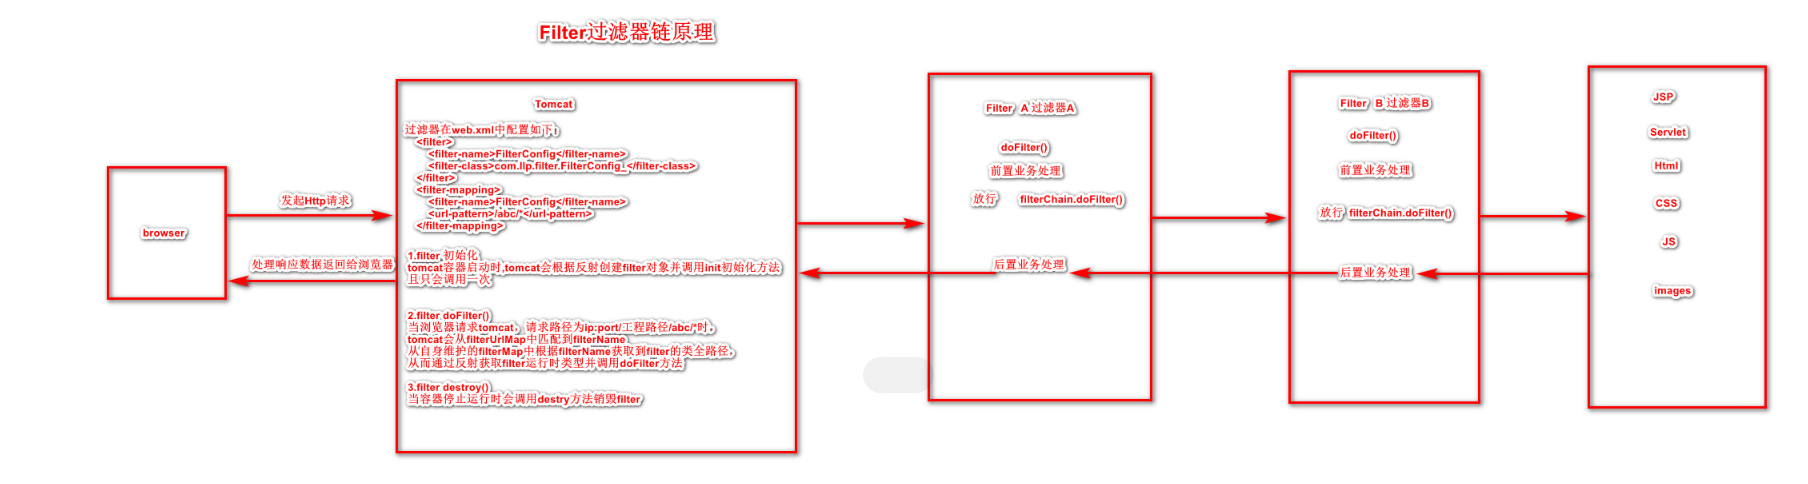 Filter过滤器链原理
browser
发起Http请求
处理响应数据返回给浏览器
Tomcat
过滤器在web.xml中配置如下:
<filter>
<filter-name>FilterConfig</filter-name>
<filter-class>com.llp.filter.FilterConfig_</filter-class>
</filter>
<filter-mapping>
<filter-name>FilterConfig</filter-name>
<url-pattern>/abc/*</url-pattern>
</filter-mapping>
1.filter 初始化
tomcat容器启动时,tomcat会根据反射创建filter对象并调用init初始化方法
且只会调用一次
2.filter doFilter()
当浏览器请求tomcat，请求路径为ip:port/工程路径/abc/*时，
tomcat会从filterUrlMap中匹配到filterName
从自身维护的filterMap中根据filterName获取到filter的类全路径，
从而通过反射获取filter运行时类型并调用doFilter方法
3.filter destroy()
当容器停止运行时会调用destry方法销毁filter
Filter A 过滤器A
doFilter()
前置业务处理
放行 filterChain.doFilter()
后置业务处理
Filter B 过滤器B
doFilter()
前置业务处理
放行 filterChain.doFilter()
后置业务处理
JSP
Servlet
Html
CSS
JS
images